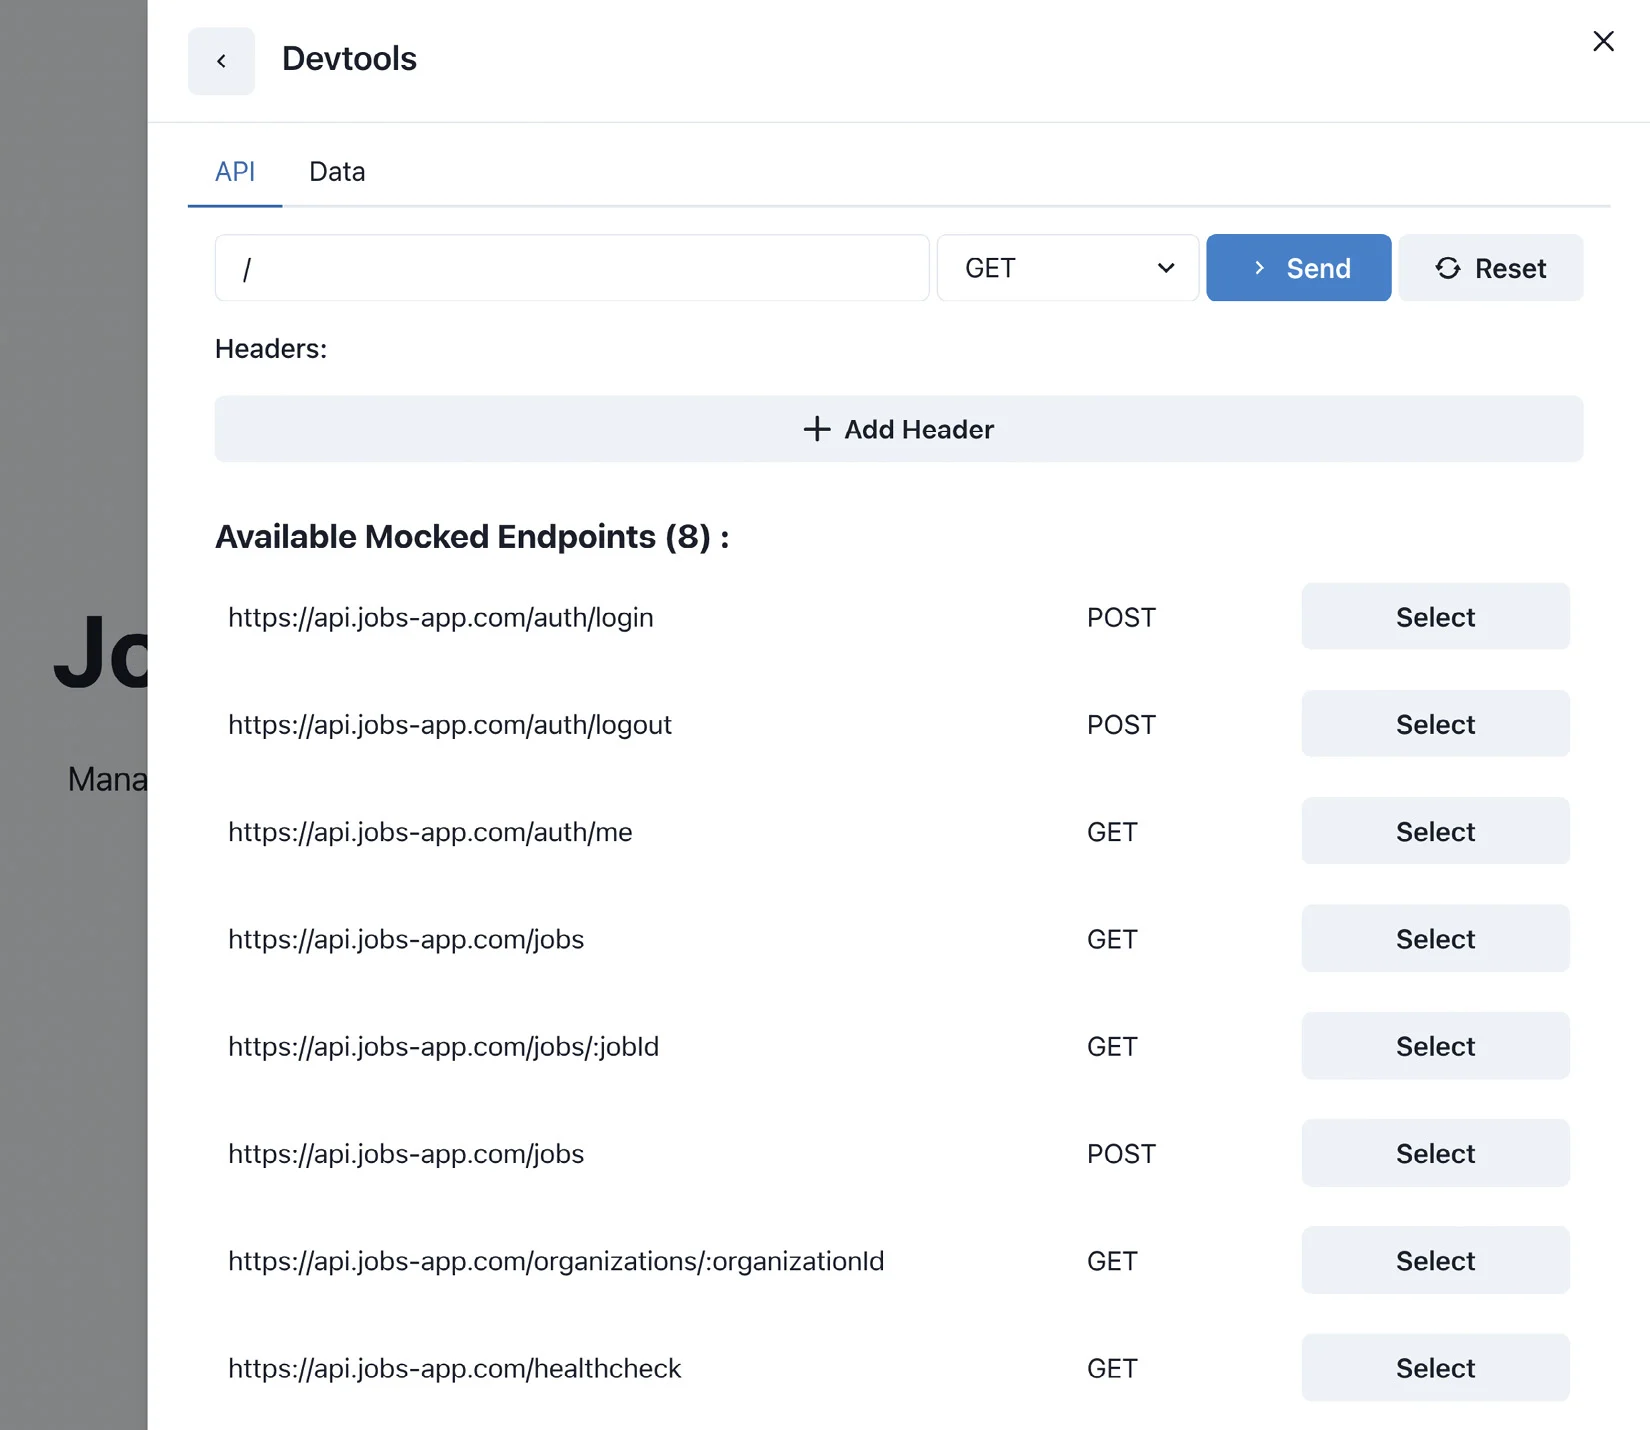 Devtools
API Data
/ GET Send Reset
Headers:
Add Header
Available Mocked Endpoints (8) :
https://api.jobs-app.com/auth/login POST Select
https://api.jobs-app.com/auth/logout POST Select
https://api.jobs-app.com/auth/me GET Select
https://api.jobs-app.com/jobs GET Select
https://api.jobs-app.com/jobs/:jobId GET Select
https://api.jobs-app.com/jobs POST Select
https://api.jobs-app.com/organizations/:organizationId GET Select
https://api.jobs-app.com/healthcheck GET Select
Jo
Mana